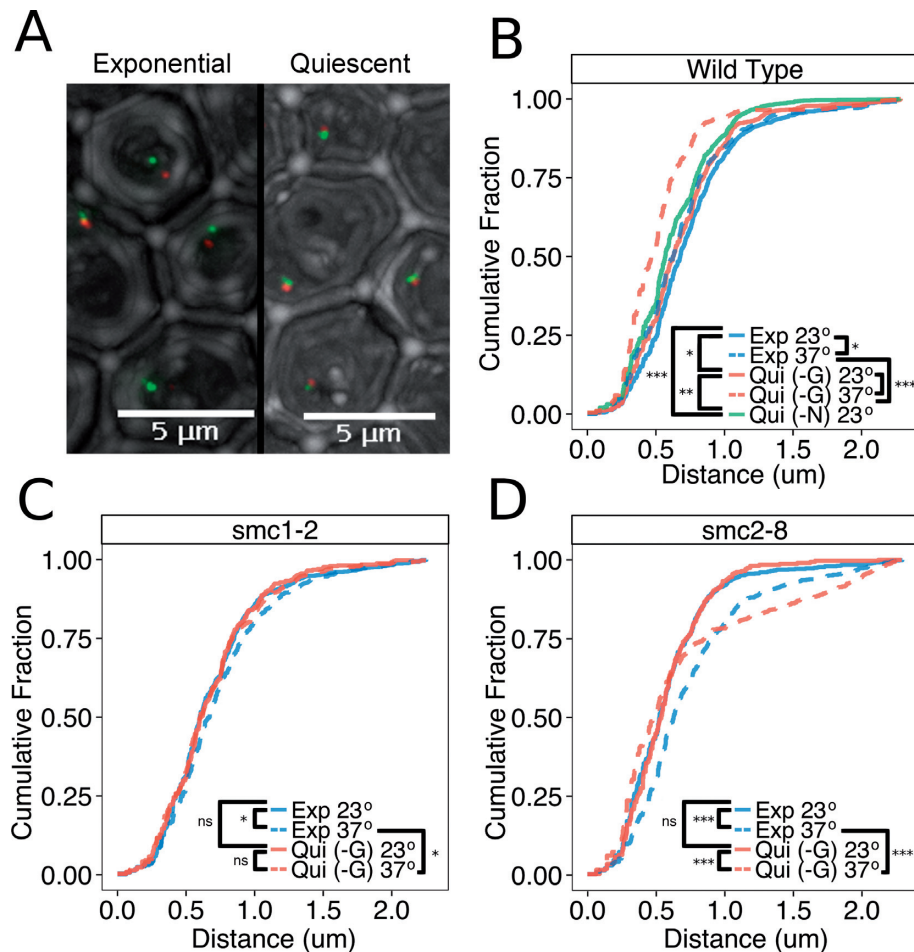 A
Exponential Quiescent
5 µm 5 µm
B
Wild Type
1.00
0.75
0.50
0.25
0.00
Cumulative Fraction
0.0 0.5 1.0 1.5 2.0
Distance (um)
Exp 23°
Exp 37°
Qui (-G) 23°
Qui (-G) 37°
Qui (-N) 23°
*** * ** * ***
C
smc1-2
1.00
0.75
0.50
0.25
0.00
Cumulative Fraction
0.0 0.5 1.0 1.5 2.0
Distance (um)
Exp 23°
Exp 37°
Qui (-G) 23°
Qui (-G) 37°
ns * ns *
D
smc2-8
1.00
0.75
0.50
0.25
0.00
Cumulative Fraction
0.0 0.5 1.0 1.5 2.0
Distance (um)
Exp 23°
Exp 37°
Qui (-G) 23°
Qui (-G) 37°
ns *** *** ***